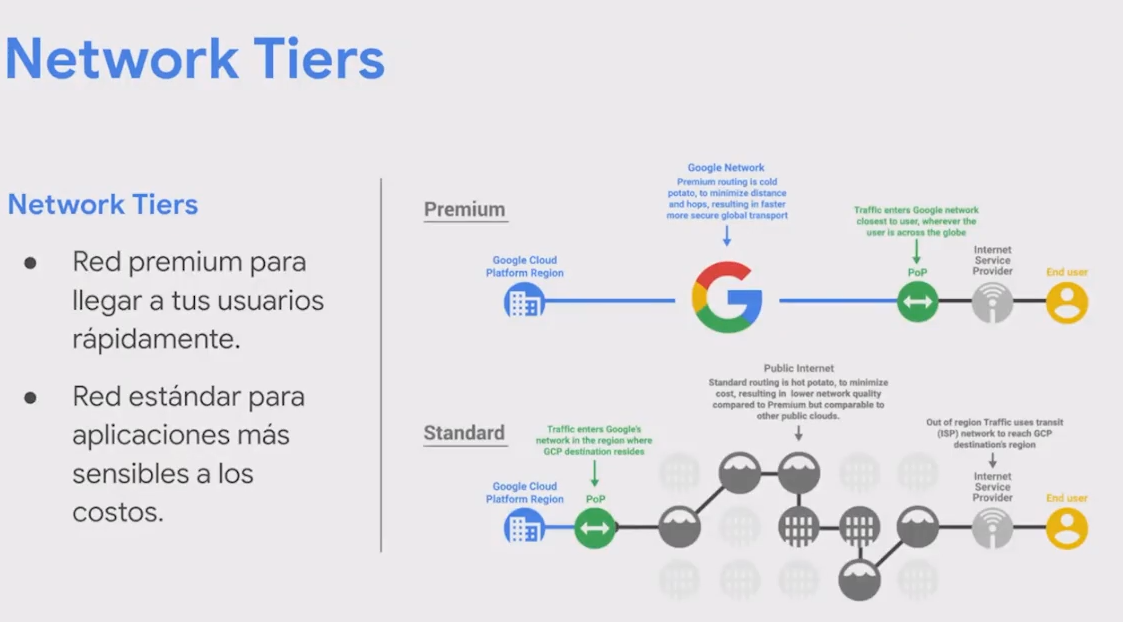 Network Tiers
Network Tiers
● Red premium para
llegar a tus usuarios
rápidamente.
● Red estándar para
aplicaciones más
sensibles a los
costos.
Premium
Google Network
Premium routing is cold
potato, to minimize distance
and hops, resulting in faster
more secure global transport
Traffic enters Google network
closest to user, wherever the
user is across the globe
Google Cloud
Platform Region
PoP
Internet
Service
Provider
End user
Standard
Public Internet
Standard routing is hot potato, to minimize
cost, resulting in lower network quality
compared to Premium but comparable to
other public clouds.
Traffic enters Google's
network in the region where
GCP destination resides
Out of region Traffic uses transit
(ISP) network to reach GCP
destination's region
Google Cloud
Platform Region
PoP
Internet
Service
Provider
End user